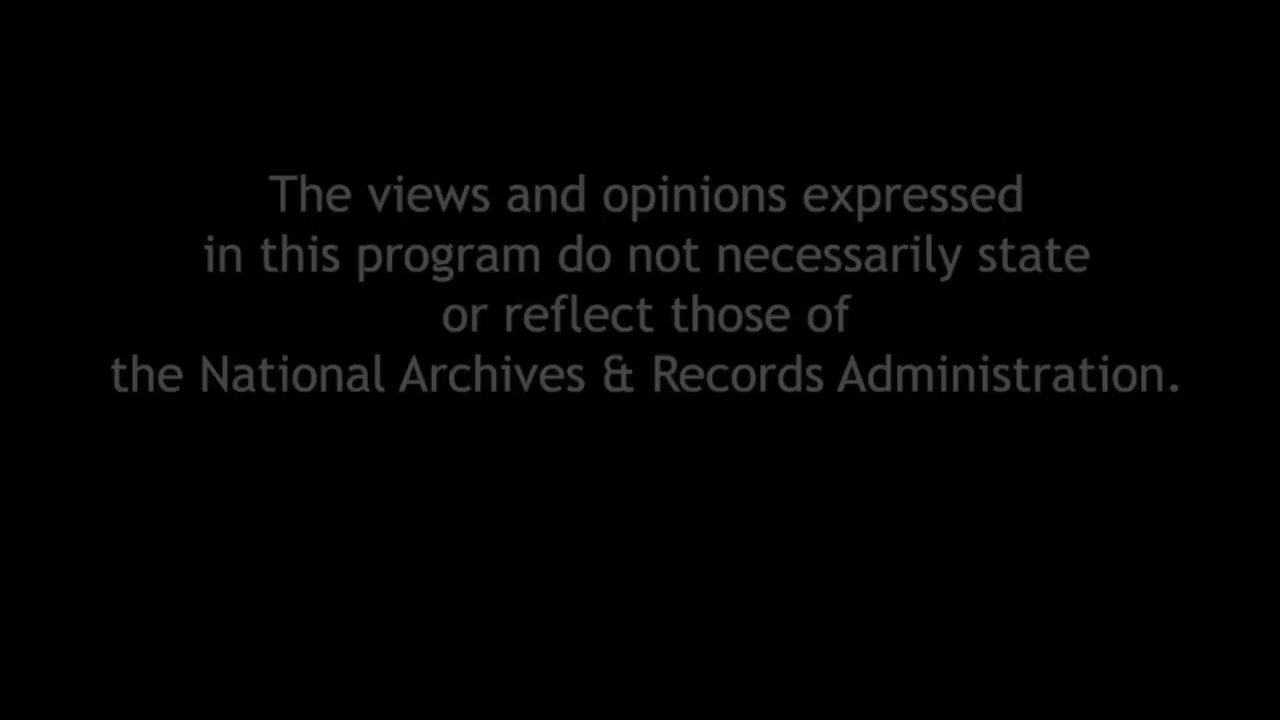 The views and opinions expressed
in this program do not necessarily state
or reflect those of
the National Archives & Records Administration.